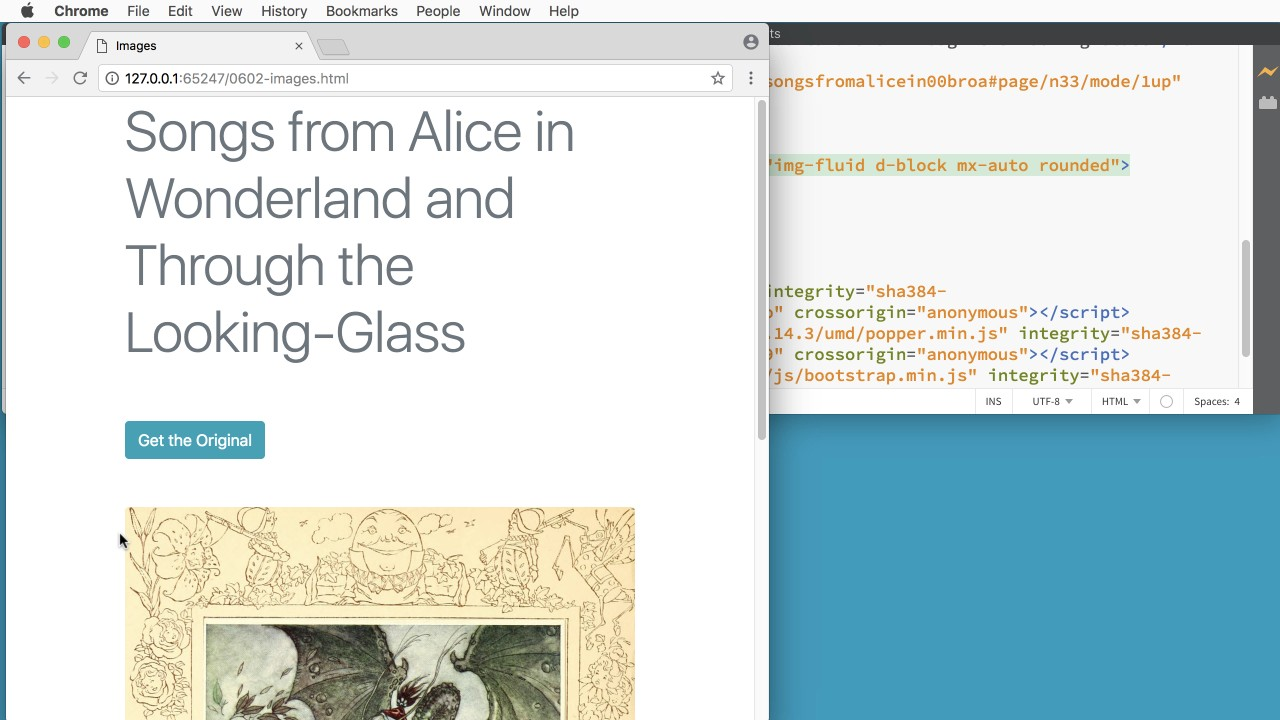 Chrome File Edit View History Bookmarks People Window Help
Images
127.0.0.1:65247/0602-images.html
Songs from Alice in
Wonderland and
Through the
Looking-Glass
Get the Original
ts
songsfromalicein00broa#page/n33/mode/1up"
"img-fluid d-block mx-auto rounded">
integrity="sha384-
" crossorigin="anonymous"></script>
.14.3/umd/popper.min.js" integrity="sha384-
" crossorigin="anonymous"></script>
/js/bootstrap.min.js" integrity="sha384-
INS UTF-8 HTML Spaces: 4